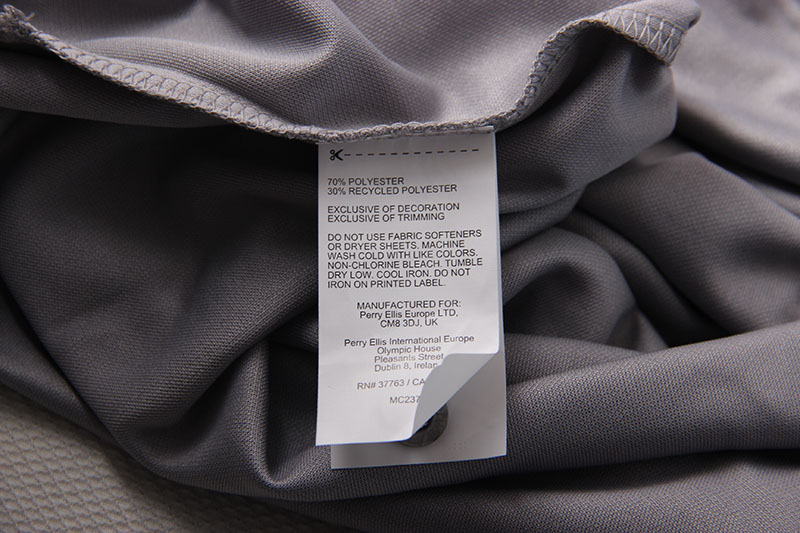 70% POLYESTER
30% RECYCLED POLYESTER
EXCLUSIVE OF DECORATION
EXCLUSIVE OF TRIMMING
DO NOT USE FABRIC SOFTENERS
OR DRYER SHEETS. MACHINE
WASH COLD WITH LIKE COLORS.
NON-CHLORINE BLEACH. TUMBLE
DRY LOW. COOL IRON. DO NOT
IRON ON PRINTED LABEL.
MANUFACTURED FOR:
Perry Ellis Europe LTD,
CM8 3DJ, UK
Perry Ellis International Europe
Olympic House
Pleasants Street
Dublin 8,
RN# 37763 /